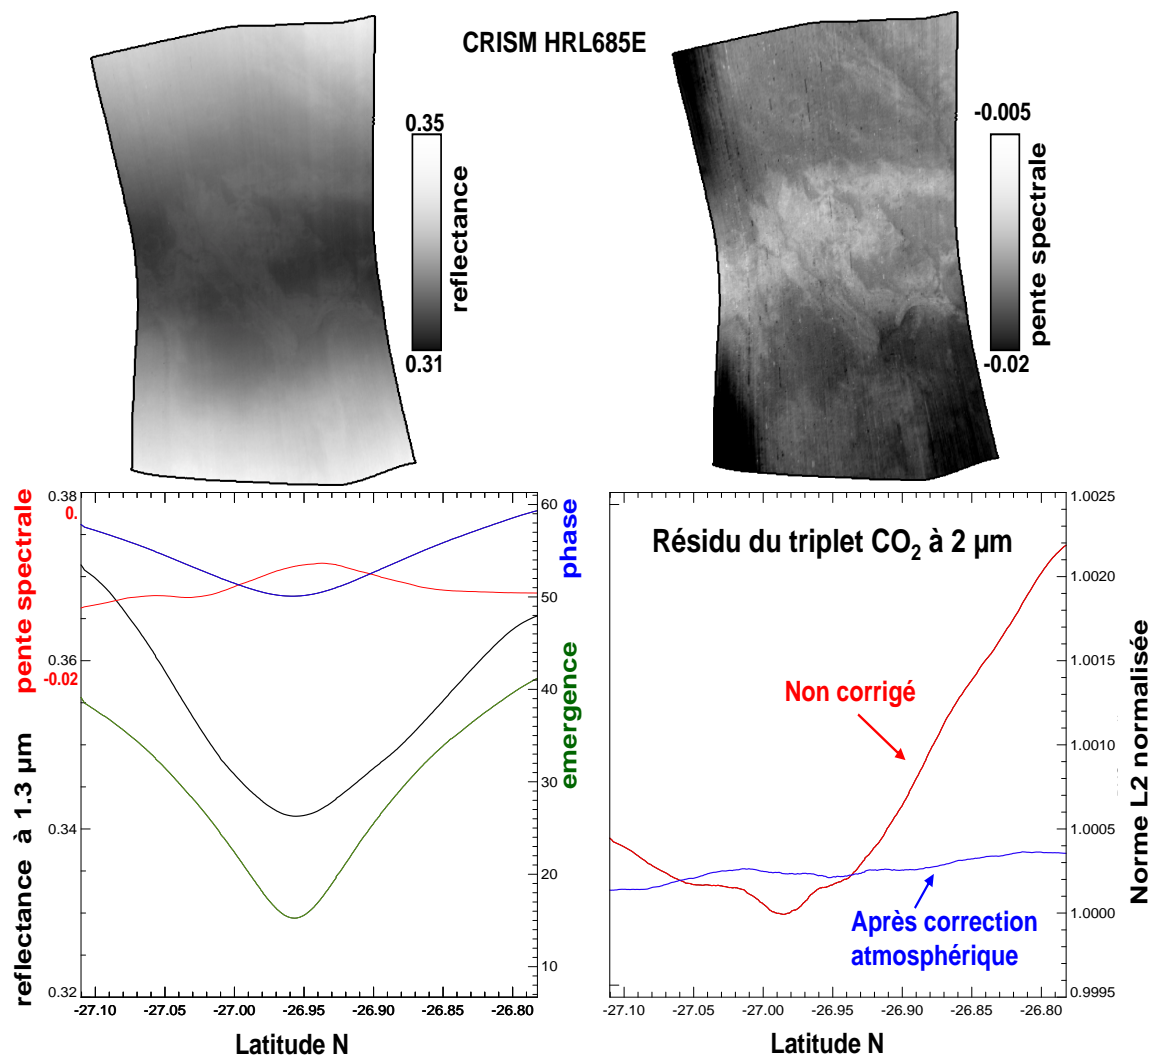 CRISM HRL685E
0.35
reflectance
0.31
-0.005
pente spectrale
-0.02
0.38
0.
pente spectrale
0.36
-0.02
reflectance à 1.3 µm
0.34
0.32
60
phase
50
40
emergence
30
20
10
-27.10
-27.05
-27.00
-26.95
-26.90
-26.85
-26.80
Latitude N
Résidu du triplet CO₂ à 2 µm
Non corrigé
Après correction
atmosphérique
1.0025
1.0020
1.0015
1.0010
1.0005
1.0000
0.9995
Norme L2 normalisée
-27.10
-27.05
-27.00
-26.95
-26.90
-26.85
-26.80
Latitude N